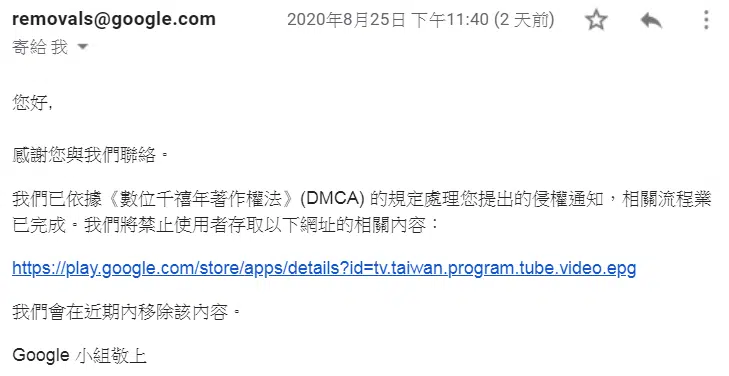 removals@google.com 2020年8月25日 下午11:40 (2 天前)
寄給 我
您好,
感謝您與我們聯絡。
我們已依據《數位千禧年著作權法》(DMCA) 的規定處理您提出的侵權通知，相關流程業
已完成。我們將禁止使用者存取以下網址的相關內容：
https://play.google.com/store/apps/details?id=tv.taiwan.program.tube.video.epg
我們會在近期內移除該內容。
Google 小組敬上